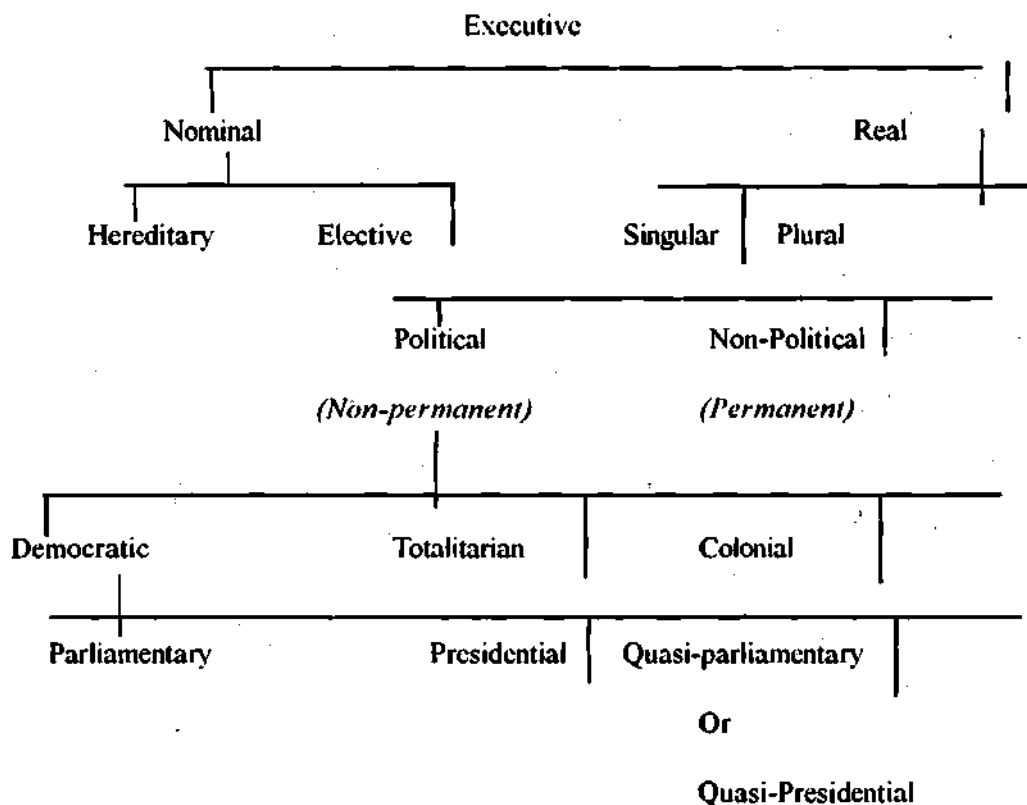 Executive
Nominal Real
Hereditary Elective Singular Plural
Political Non-Political
(Non-permanent) (Permanent)
Democratic Totalitarian Colonial
Parliamentary Presidential Quasi-parliamentary
Or
Quasi-Presidential